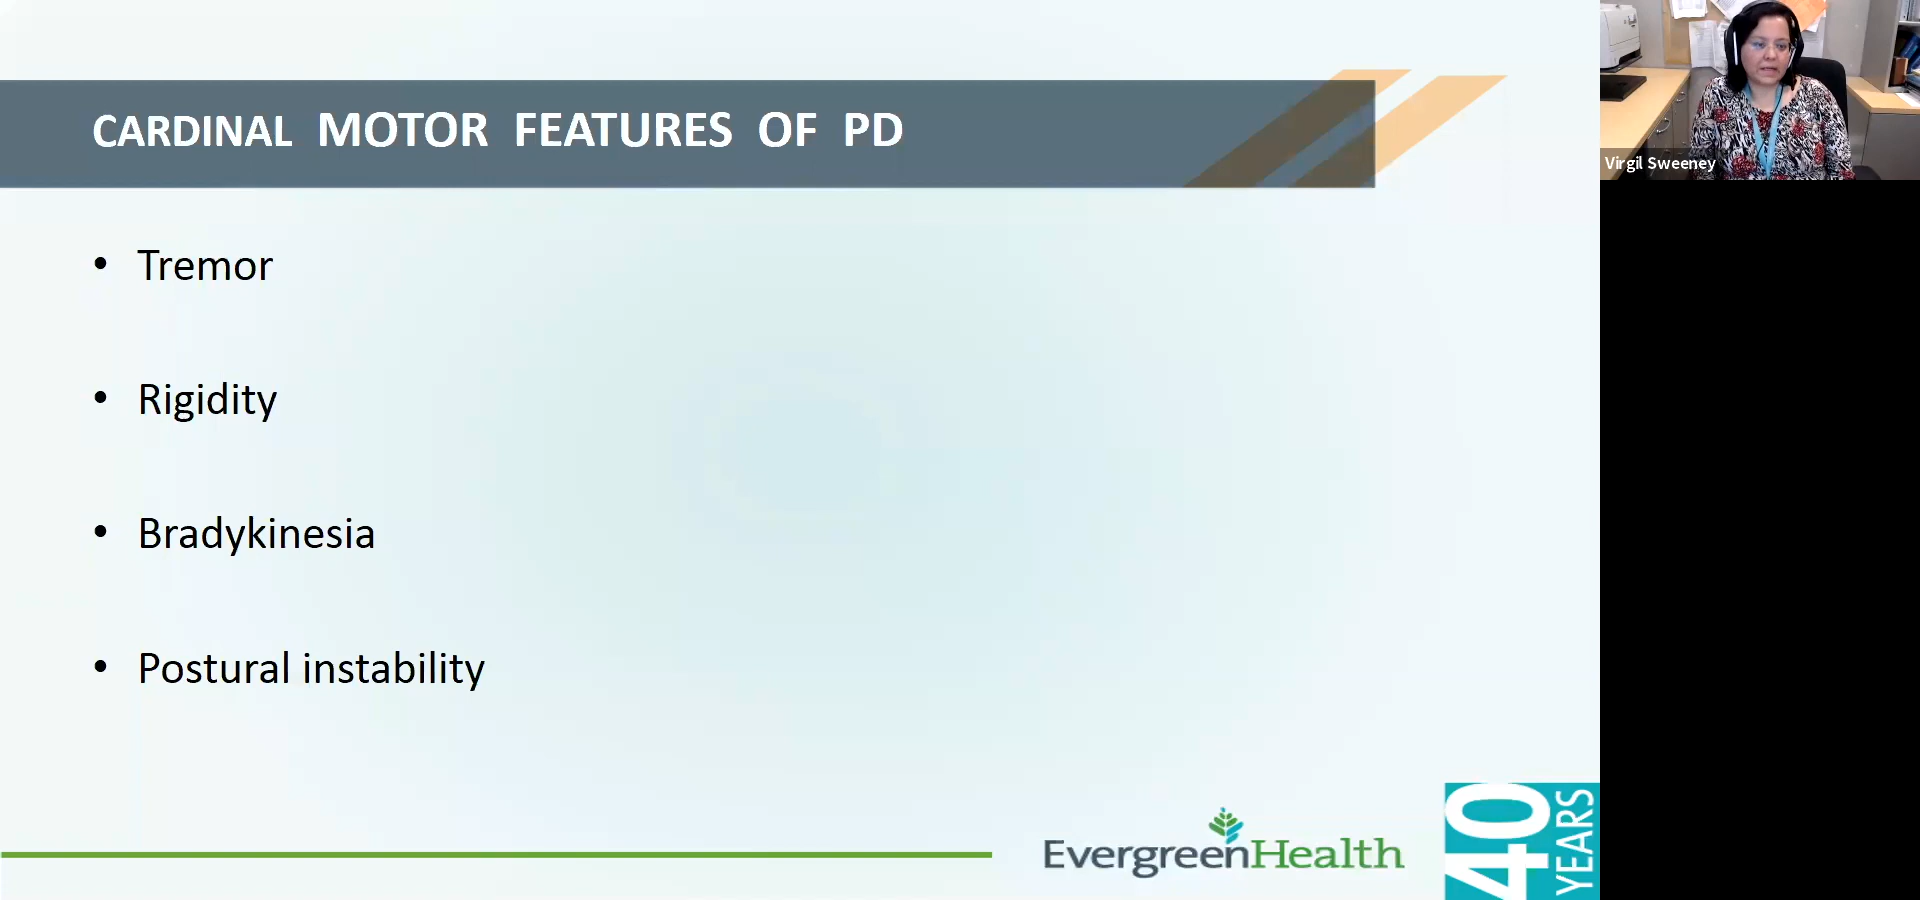 CARDINAL MOTOR FEATURES OF PD
• Tremor
• Rigidity
• Bradykinesia
• Postural instability
EvergreenHealth
40
YEARS
Virgil Sweeney